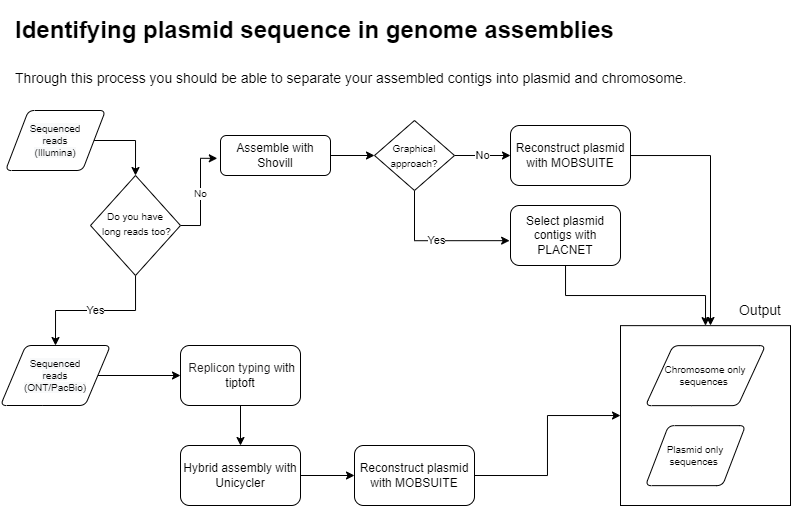 Identifying plasmid sequence in genome assemblies
Through this process you should be able to separate your assembled contigs into plasmid and chromosome.
Sequenced
reads
(Illumina)
Do you have
long reads too?
No
Assemble with
Shovill
Graphical
approach?
No
Reconstruct plasmid
with MOBSUITE
Yes
Select plasmid
contigs with
PLACNET
Yes
Sequenced
reads
(ONT/PacBio)
Replicon typing with
tiptoft
Hybrid assembly with
Unicycler
Reconstruct plasmid
with MOBSUITE
Output
Chromosome only
sequences
Plasmid only
sequences